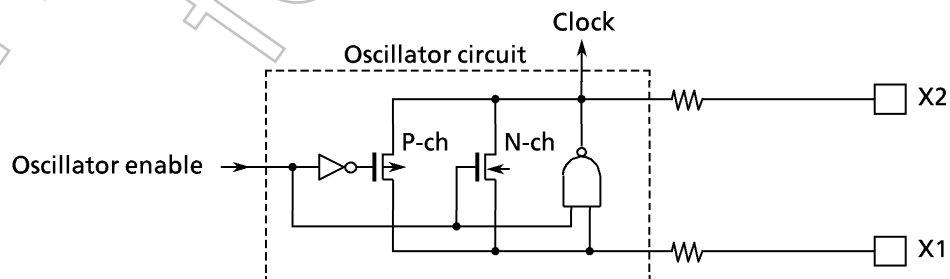 Clock
Oscillator circuit
X2
P-ch
N-ch
Oscillator enable
X1